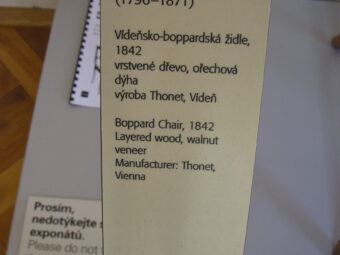 (1796–1871)
Vídeňsko-boppardská židle,
1842
vrstvené dřevo, ořechová
dýha
výroba Thonet, Vídeň
Boppard Chair, 1842
Layered wood, walnut
veneer
Manufacturer: Thonet,
Vienna
Prosím,
nedotýkejte
exponátů.
Please do not